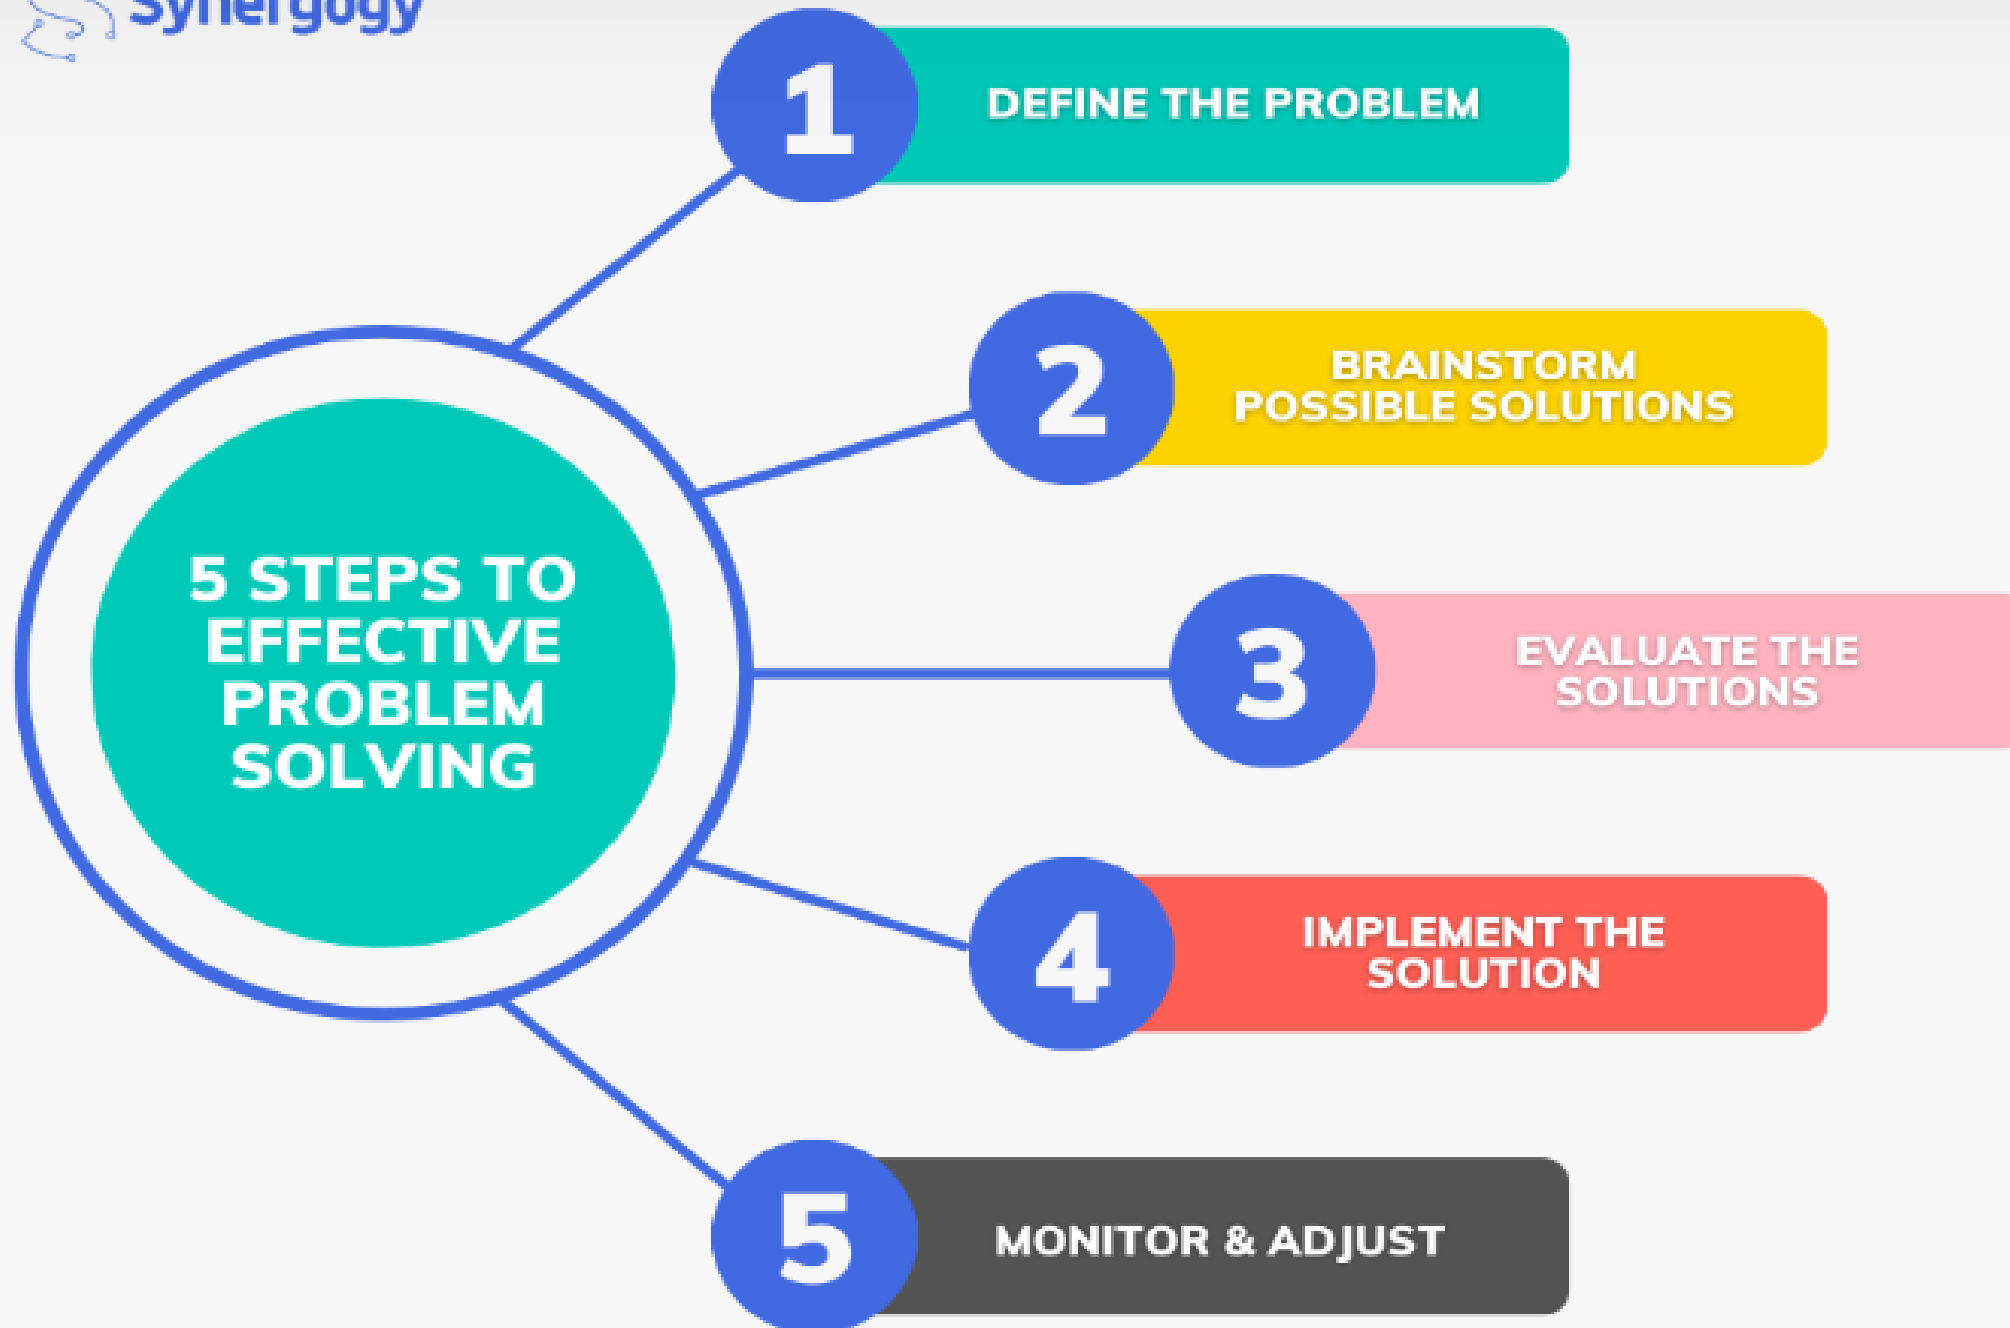 Synergogy
1
DEFINE THE PROBLEM
2
BRAINSTORM
POSSIBLE SOLUTIONS
5 STEPS TO
EFFECTIVE
PROBLEM
SOLVING
3
EVALUATE THE
SOLUTIONS
4
IMPLEMENT THE
SOLUTION
5
MONITOR & ADJUST